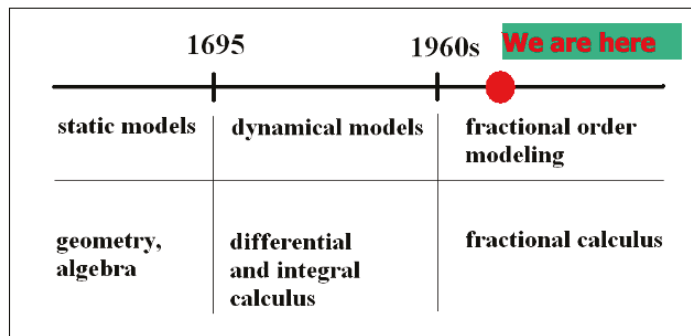 1695
1960s
We are here
static models
dynamical models
fractional order
modeling
geometry,
algebra
differential
and integral
calculus
fractional calculus